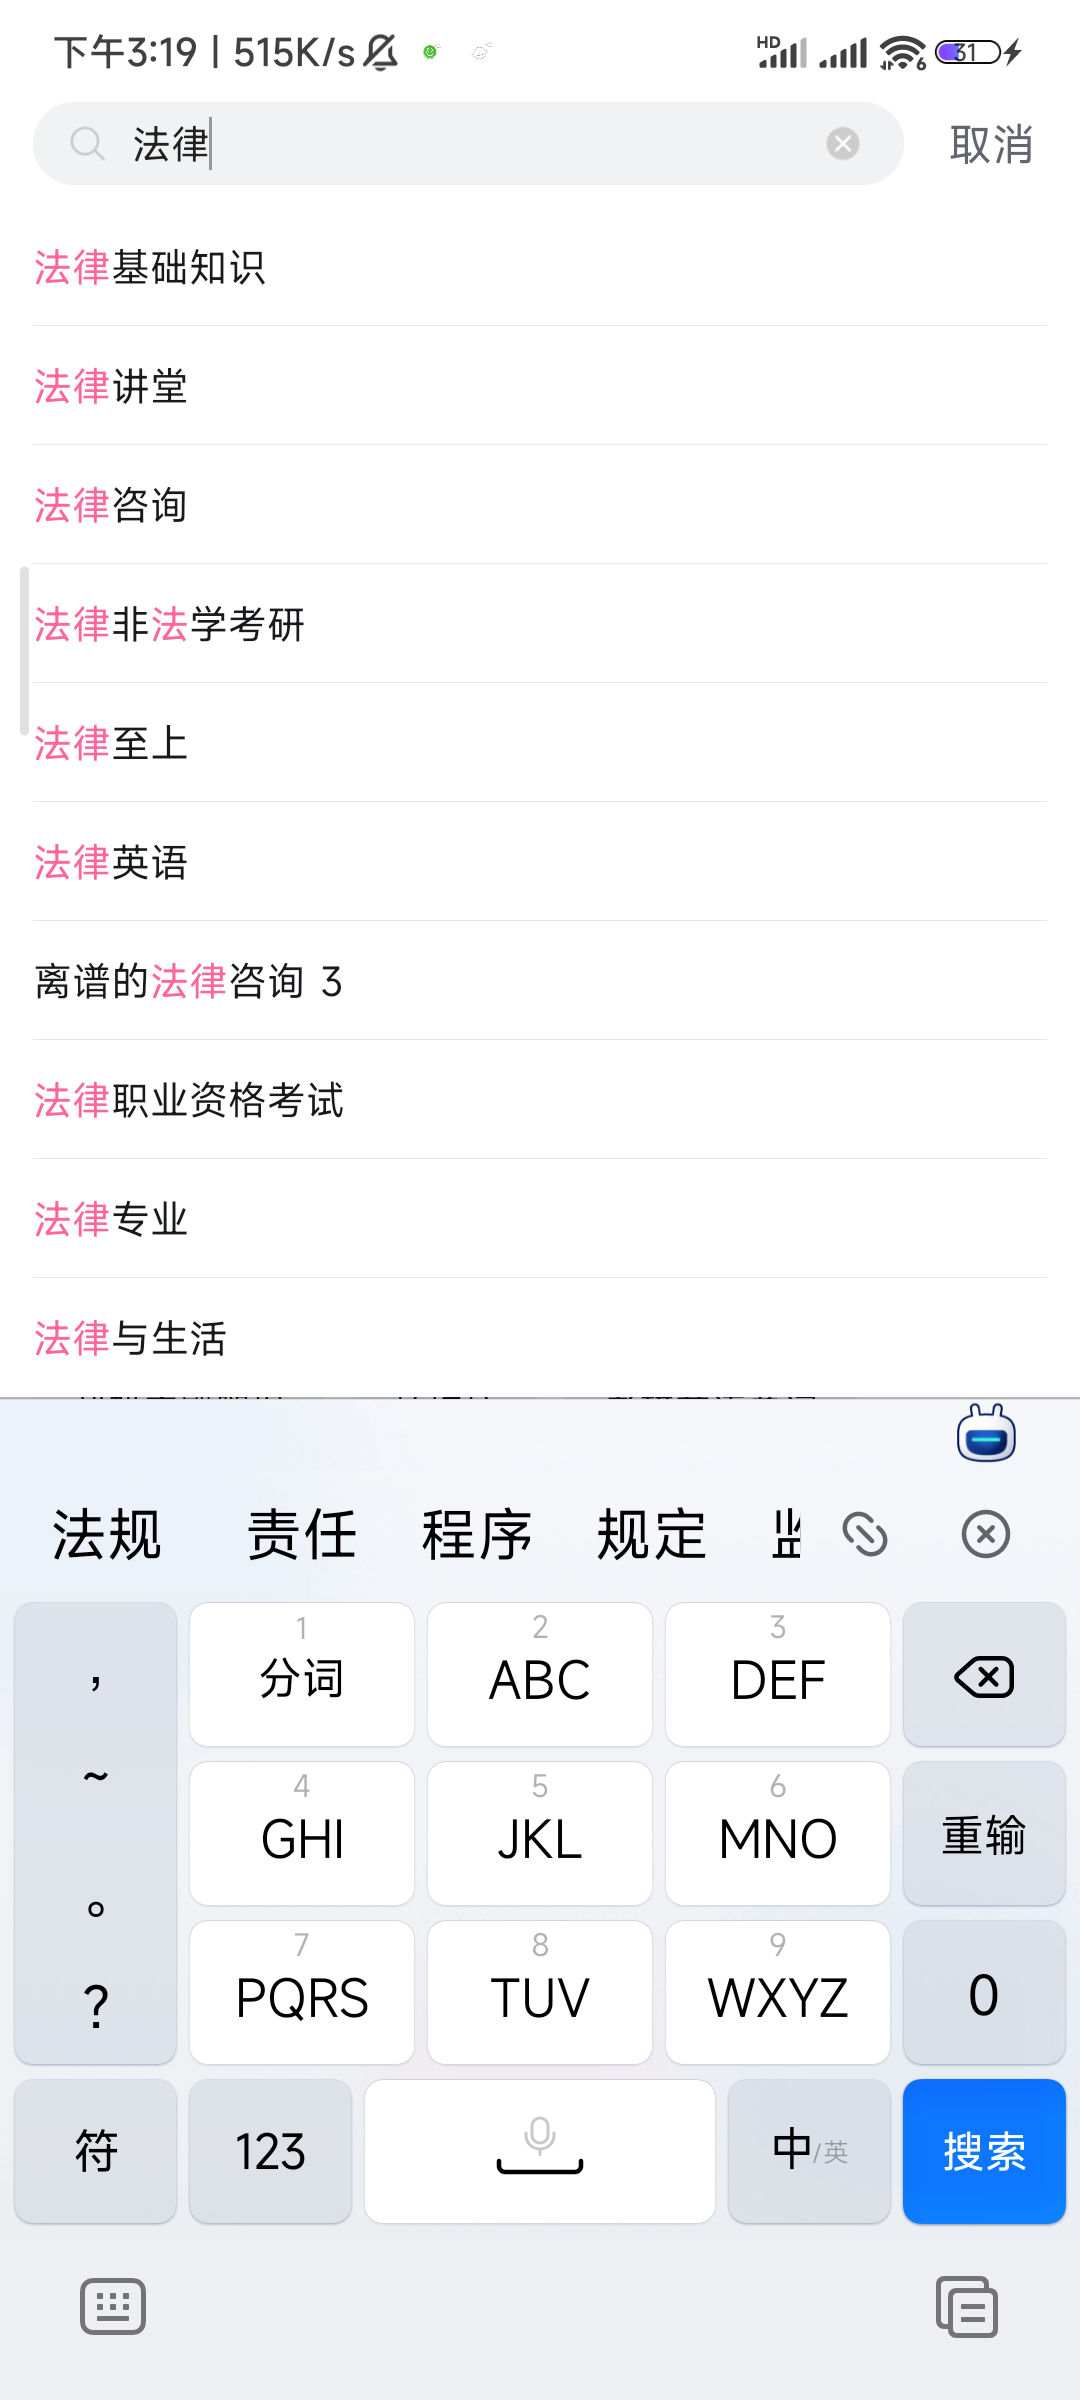 下午3:19 | 515K/s HD 6 31
法律 取消
法律基础知识
法律讲堂
法律咨询
法律非法学考研
法律至上
法律英语
离谱的法律咨询 3
法律职业资格考试
法律专业
法律与生活
法规 责任 程序 规定
， 1 分词 2 ABC 3 DEF
~ 4 GHI 5 JKL 6 MNO 重输
。 7 PQRS 8 TUV 9 WXYZ 0
?
符 123 中/英 搜索